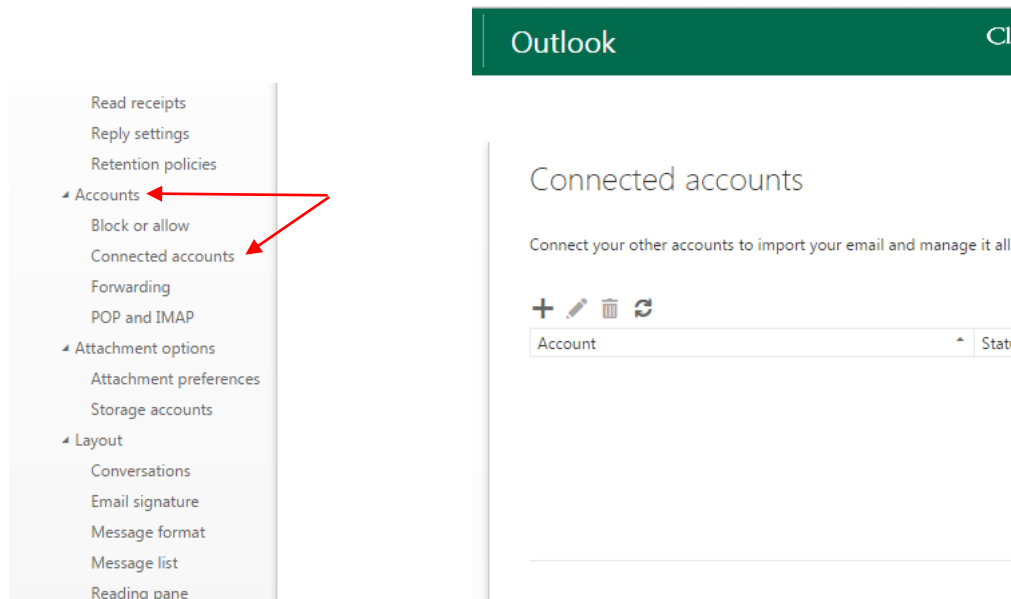 Read receipts
Reply settings
Retention policies
Accounts
Block or allow
Connected accounts
Forwarding
POP and IMAP
Attachment options
Attachment preferences
Storage accounts
Layout
Conversations
Email signature
Message format
Message list
Reading pane
Outlook
Cl
Connected accounts
Connect your other accounts to import your email and manage it all
Account